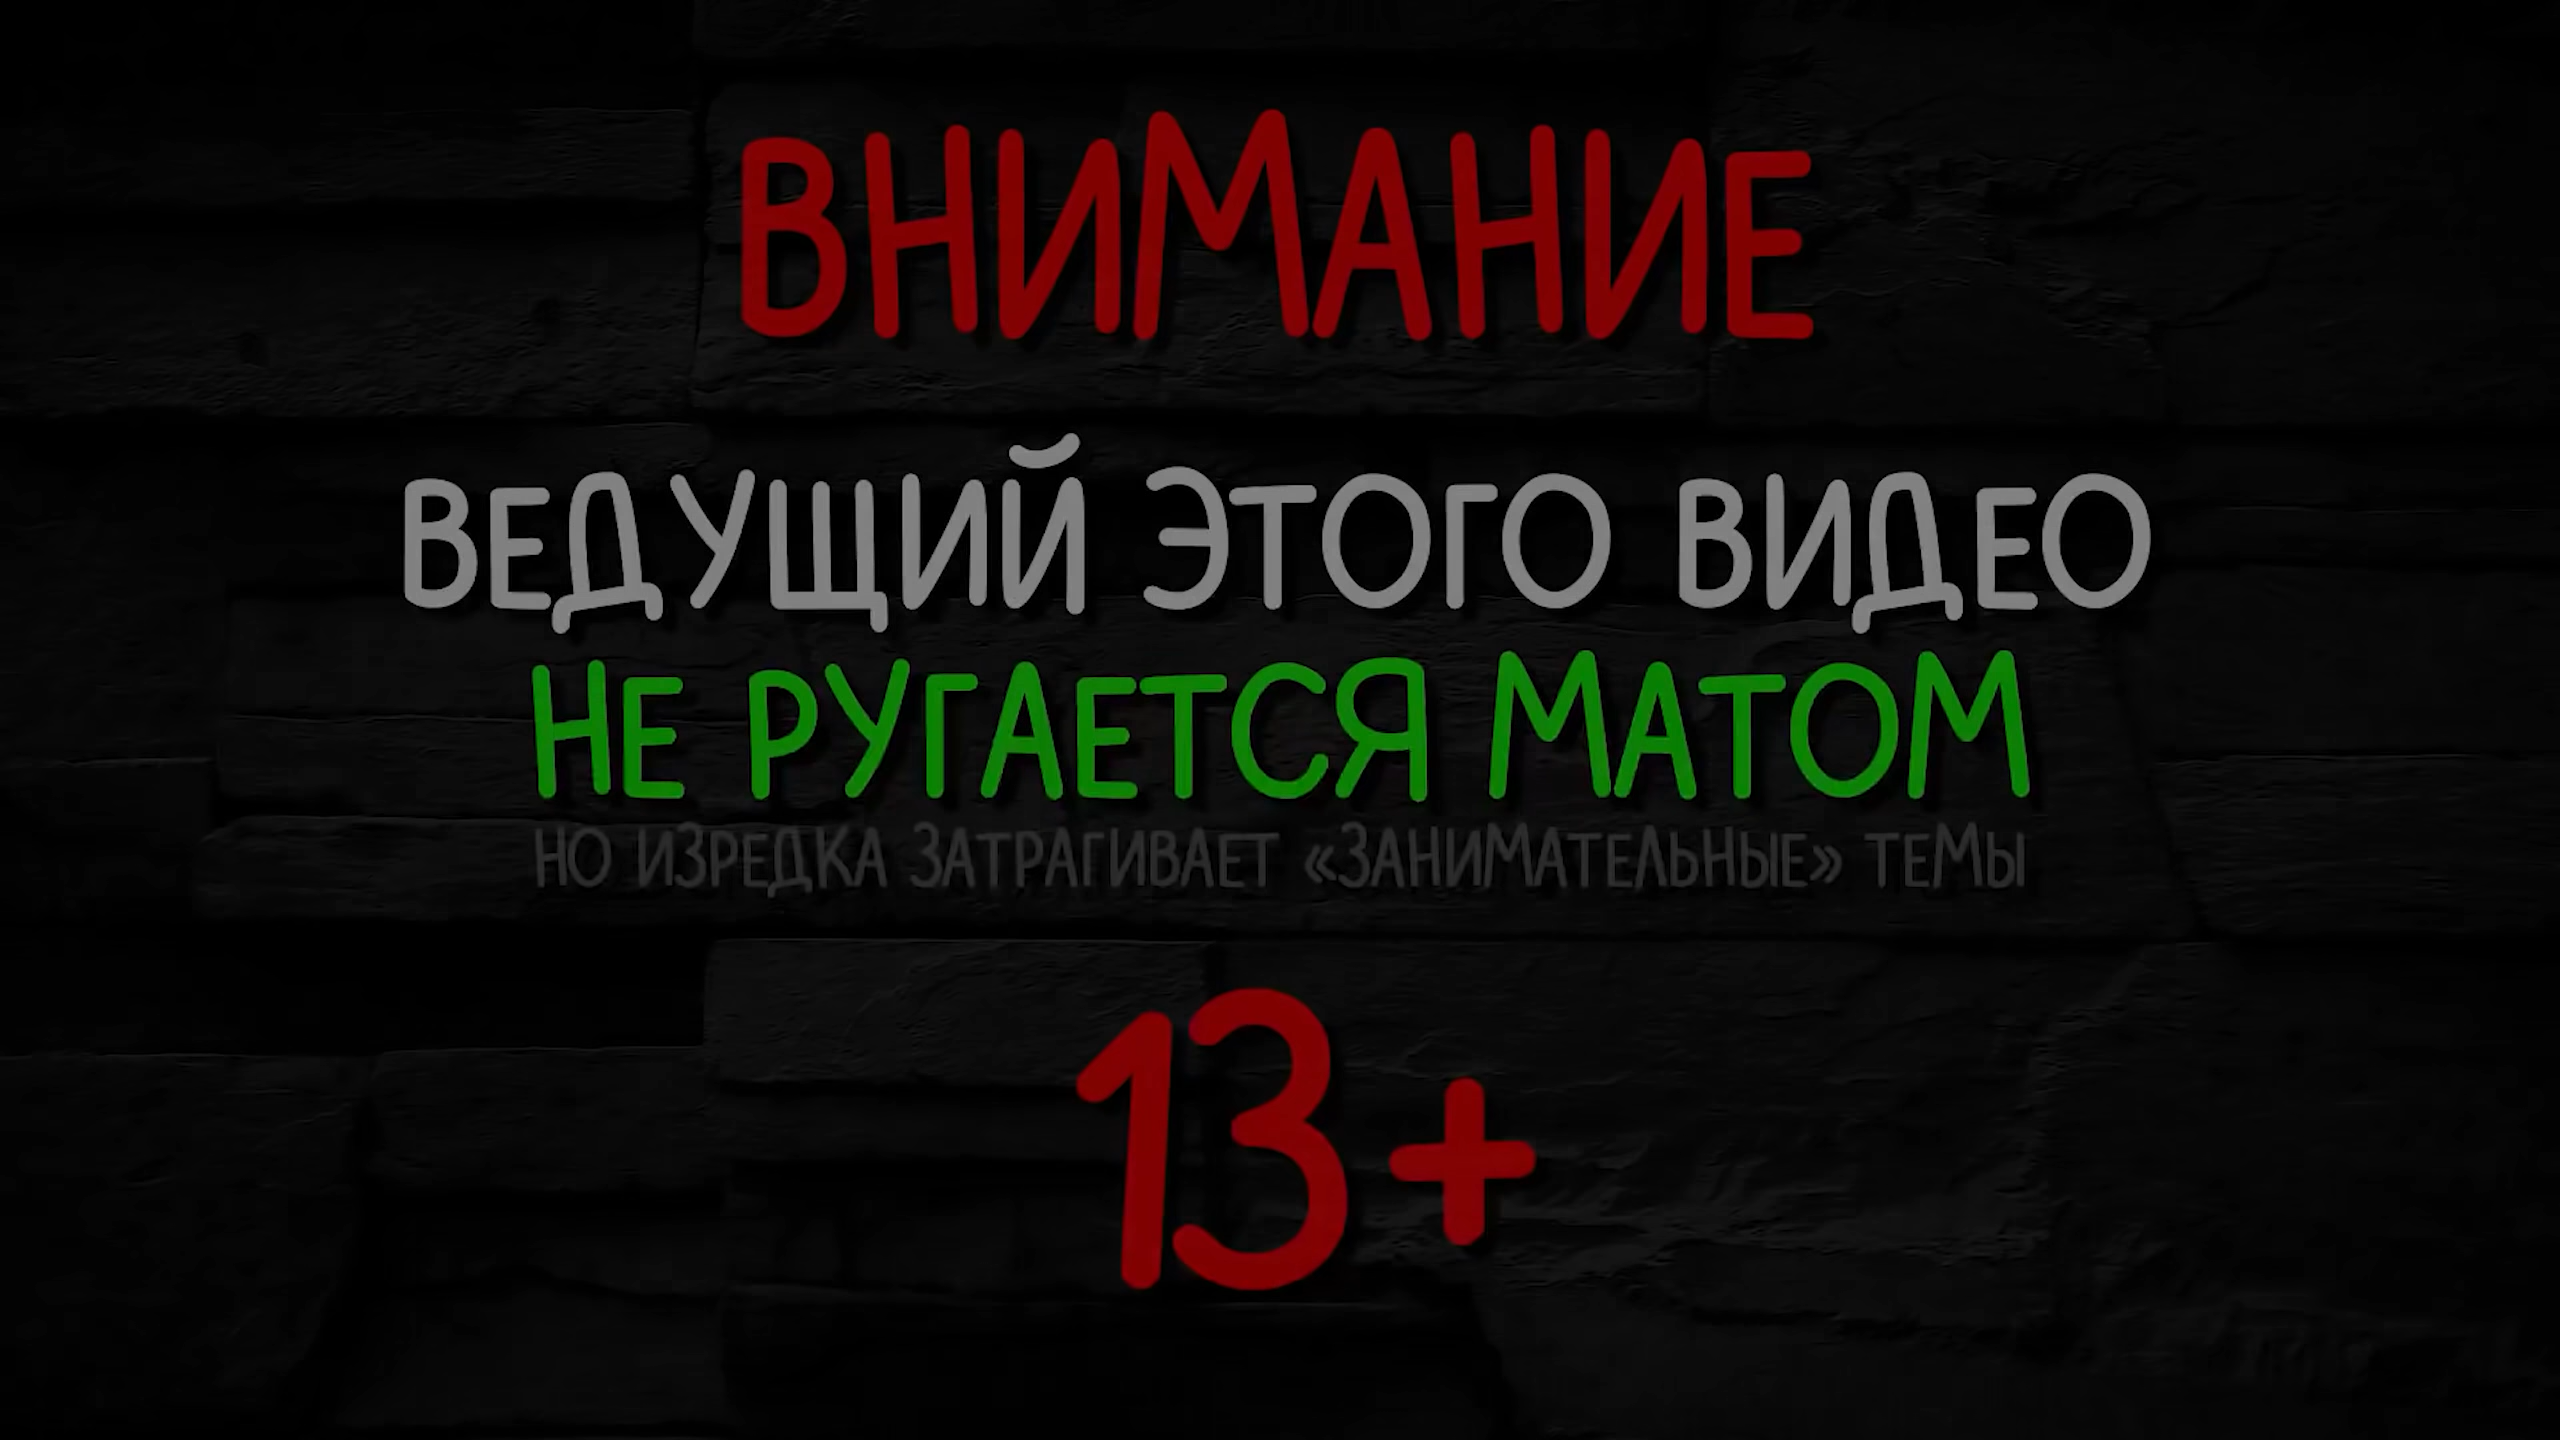 ВНИМАНИЕ
ВЕДУЩИЙ ЭТОГО ВИДЕО
НЕ РУГАЕТСЯ МАТОМ
НО ИЗРЕДКА ЗАТРАГИВАЕТ «ЗАНИМАТЕЛЬНЫЕ» ТЕМЫ
13+